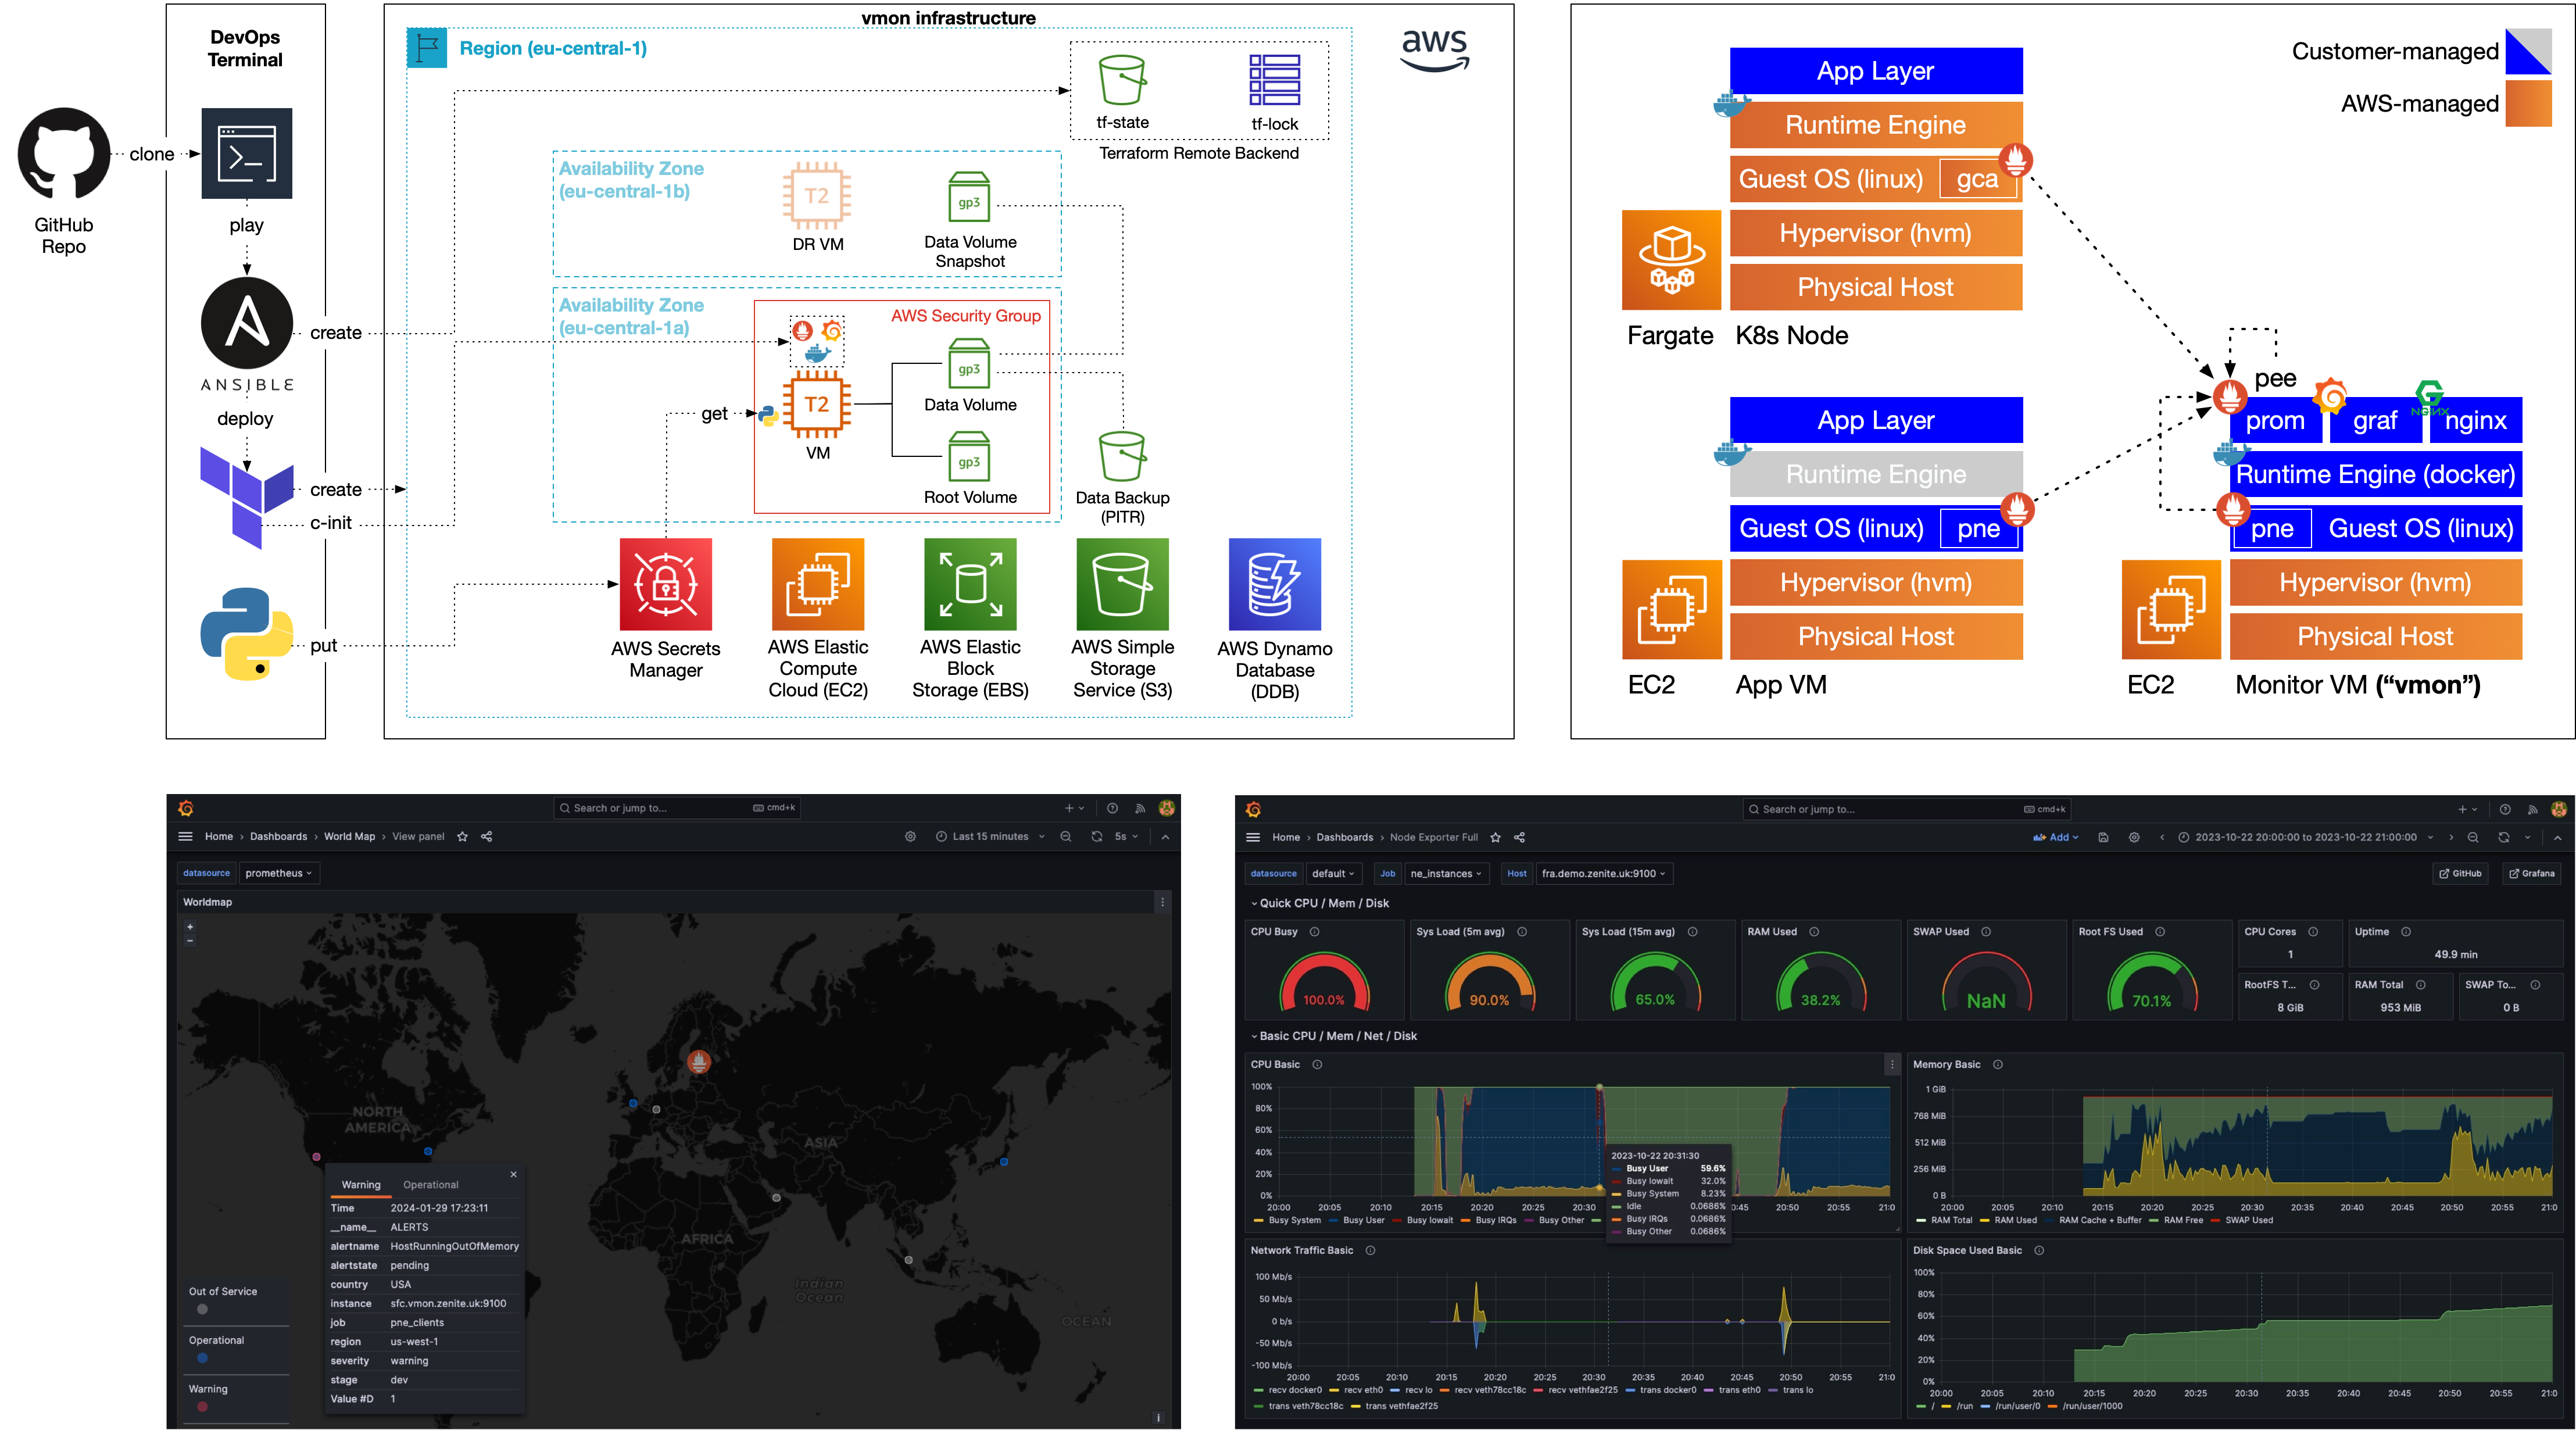 DevOps
Terminal
GitHub
Repo
clone
play
ANSIBLE
deploy
create
create
c-init
put
vmon infrastructure
Region (eu-central-1)
aws
tf-state
tf-lock
Terraform Remote Backend
Availability Zone
(eu-central-1b)
T2
DR VM
gp3
Data Volume
Snapshot
Availability Zone
(eu-central-1a)
AWS Security Group
get
T2
VM
gp3
Data Volume
gp3
Root Volume
Data Backup
(PITR)
AWS Secrets
Manager
AWS Elastic
Compute
Cloud (EC2)
AWS Elastic
Block
Storage (EBS)
AWS Simple
Storage
Service (S3)
AWS Dynamo
Database
(DDB)
Customer-managed
AWS-managed
App Layer
Runtime Engine
Guest OS (linux) gca
Hypervisor (hvm)
Physical Host
Fargate K8s Node
App Layer
Runtime Engine
Guest OS (linux) pne
Hypervisor (hvm)
Physical Host
EC2 App VM
pee
NGINX
prom graf nginx
Runtime Engine (docker)
pne Guest OS (linux)
Hypervisor (hvm)
Physical Host
EC2 Monitor VM (“vmon”)
Search or jump to... cmd+k
Home › Dashboards › World Map › View panel
Last 15 minutes 5s
datasource prometheus
Worldmap
+
−
NORTH
AMERICA
ASIA
AFRICA
Indian
Ocean
OCEAN
Warning Operational
Time 2024-01-29 17:23:11
__name__ ALERTS
alertname HostRunningOutOfMemory
alertstate pending
country USA
instance sfc.vmon.zenite.uk:9100
job pne_clients
region us-west-1
severity warning
stage dev
Value #D 1
Out of Service
Operational
Warning
Search or jump to... cmd+k
Home › Dashboards › Node Exporter Full
Add 2023-10-22 20:00:00 to 2023-10-22 21:00:00
datasource default Job ne_instances Host fra.demo.zenite.uk:9100 GitHub Grafana
Quick CPU / Mem / Disk
CPU Busy
100.0%
Sys Load (5m avg)
90.0%
Sys Load (15m avg)
65.0%
RAM Used
38.2%
SWAP Used
NaN
Root FS Used
70.1%
CPU Cores
1
Uptime
49.9 min
RootFS T...
8 GiB
RAM Total
953 MiB
SWAP To...
0 B
Basic CPU / Mem / Net / Disk
CPU Basic
100%
80%
60%
40%
20%
0%
20:00 20:05 20:10 20:15 20:20 20:25 20:30 :45 20:50 20:55 21:0
Busy System Busy User Busy Iowait Busy IRQs Busy Other
2023-10-22 20:31:30
Busy User 59.6%
Busy Iowait 32.0%
Busy System 8.23%
Idle 0.0686%
Busy IRQs 0.0686%
Busy Other 0.0686%
Memory Basic
1 GiB
768 MiB
512 MiB
256 MiB
0 B
20:00 20:05 20:10 20:15 20:20 20:25 20:30 20:35 20:40 20:45 20:50 20:55 21:0
RAM Total RAM Used RAM Cache + Buffer RAM Free SWAP Used
Network Traffic Basic
100 Mb/s
50 Mb/s
0 b/s
-50 Mb/s
-100 Mb/s
20:00 20:05 20:10 20:15 20:20 20:25 20:30 20:35 20:40 20:45 20:50 20:55 21:0
recv docker0 recv eth0 recv lo recv veth78cc18c recv vethfae2f25 trans docker0 trans eth0 trans lo
trans veth78cc18c trans vethfae2f25
Disk Space Used Basic
100%
80%
60%
40%
20%
0%
20:00 20:05 20:10 20:15 20:20 20:25 20:30 20:35 20:40 20:45 20:50 20:55 21:0
/ /run /run/user/0 /run/user/1000